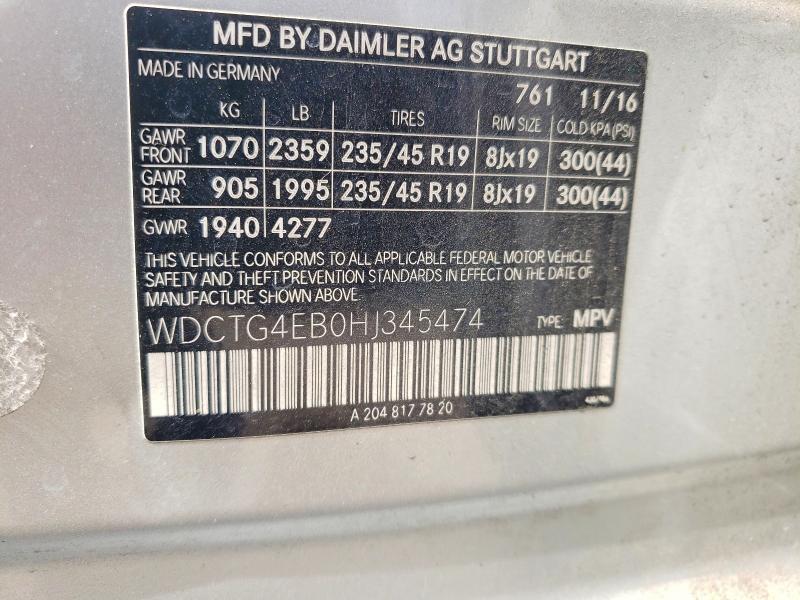 MFD BY DAIMLER AG STUTTGART
MADE IN GERMANY
761 11/16
KG LB TIRES RIM SIZE COLD KPA (PSI)
GAWR FRONT 1070 2359 235/45 R19 8Jx19 300(44)
GAWR REAR 905 1995 235/45 R19 8Jx19 300(44)
GVWR 1940 4277
THIS VEHICLE CONFORMS TO ALL APPLICABLE FEDERAL MOTOR VEHICLE
SAFETY AND THEFT PREVENTION STANDARDS IN EFFECT ON THE DATE OF
MANUFACTURE SHOWN ABOVE.
WDCTG4EB0HJ345474 TYPE: MPV
A 204 817 78 20